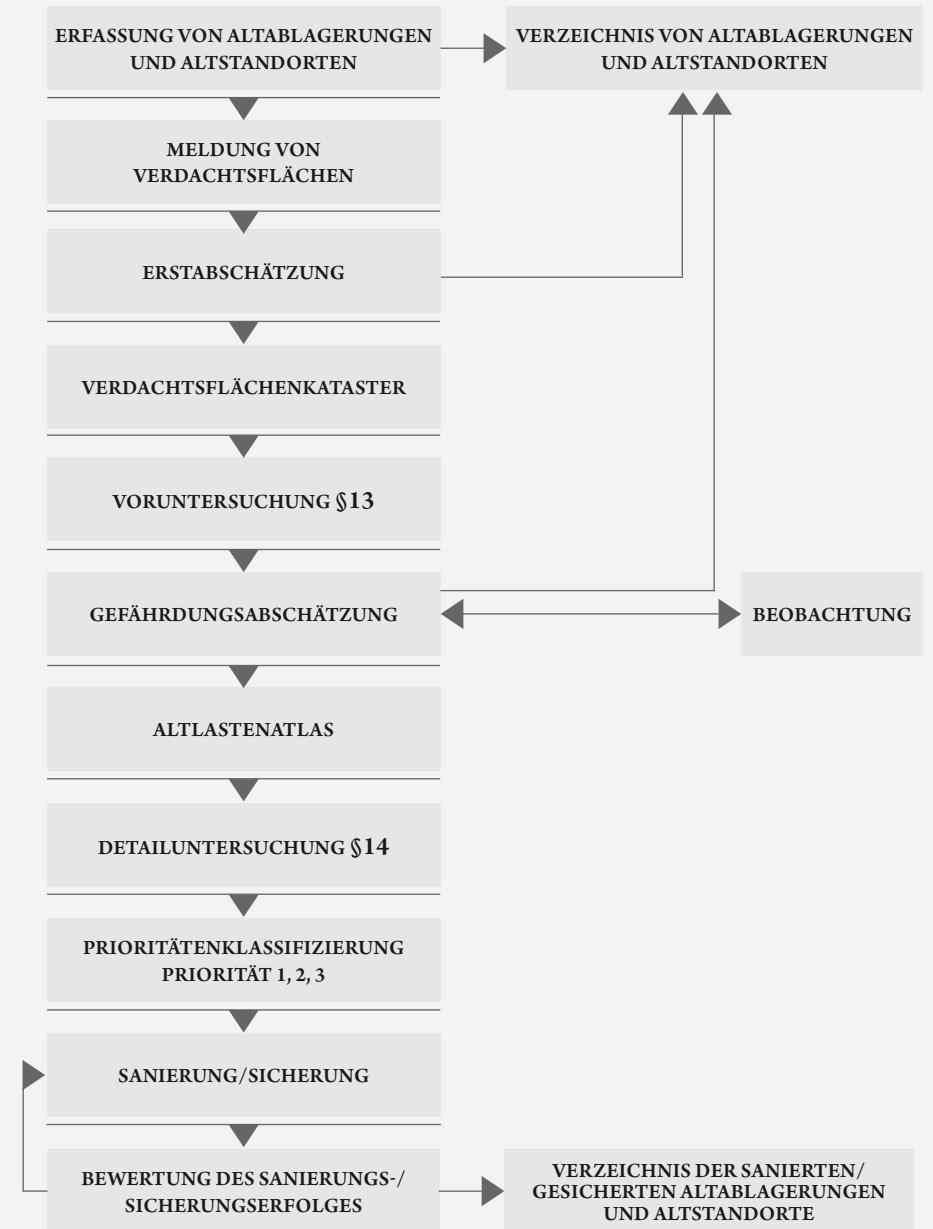 ERFASSUNG VON ALTABLAGERUNGEN
UND ALTSTANDORTEN
VERZEICHNIS VON ALTABLAGERUNGEN
UND ALTSTANDORTEN
MELDUNG VON
VERDACHTSFLÄCHEN
ERSTABSCHÄTZUNG
VERDACHTSFLÄCHENKATASTER
VORUNTERSUCHUNG §13
GEFÄHRDUNGSABSCHÄTZUNG
BEOBACHTUNG
ALTLASTENATLAS
DETAILUNTERSUCHUNG §14
PRIORITÄTENKLASSIFIZIERUNG
PRIORITÄT 1, 2, 3
SANIERUNG/SICHERUNG
BEWERTUNG DES SANIERUNGS-/
SICHERUNGSERFOLGES
VERZEICHNIS DER SANIERTEN/
GESICHERTEN ALTABLAGERUNGEN
UND ALTSTANDORTE